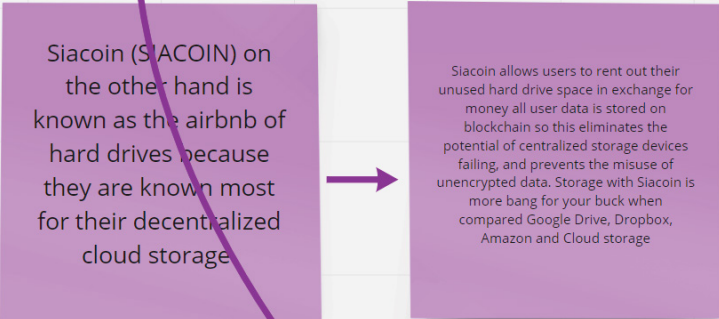 Siacoin (SIACOIN) on
the other hand is
known as the airbnb of
hard drives because
they are known most
for their decentralized
cloud storage
Siacoin allows users to rent out their
unused hard drive space in exchange for
money all user data is stored on
blockchain so this eliminates the
potential of centralized storage devices
failing, and prevents the misuse of
unencrypted data. Storage with Siacoin is
more bang for your buck when
compared Google Drive, Dropbox,
Amazon and Cloud storage